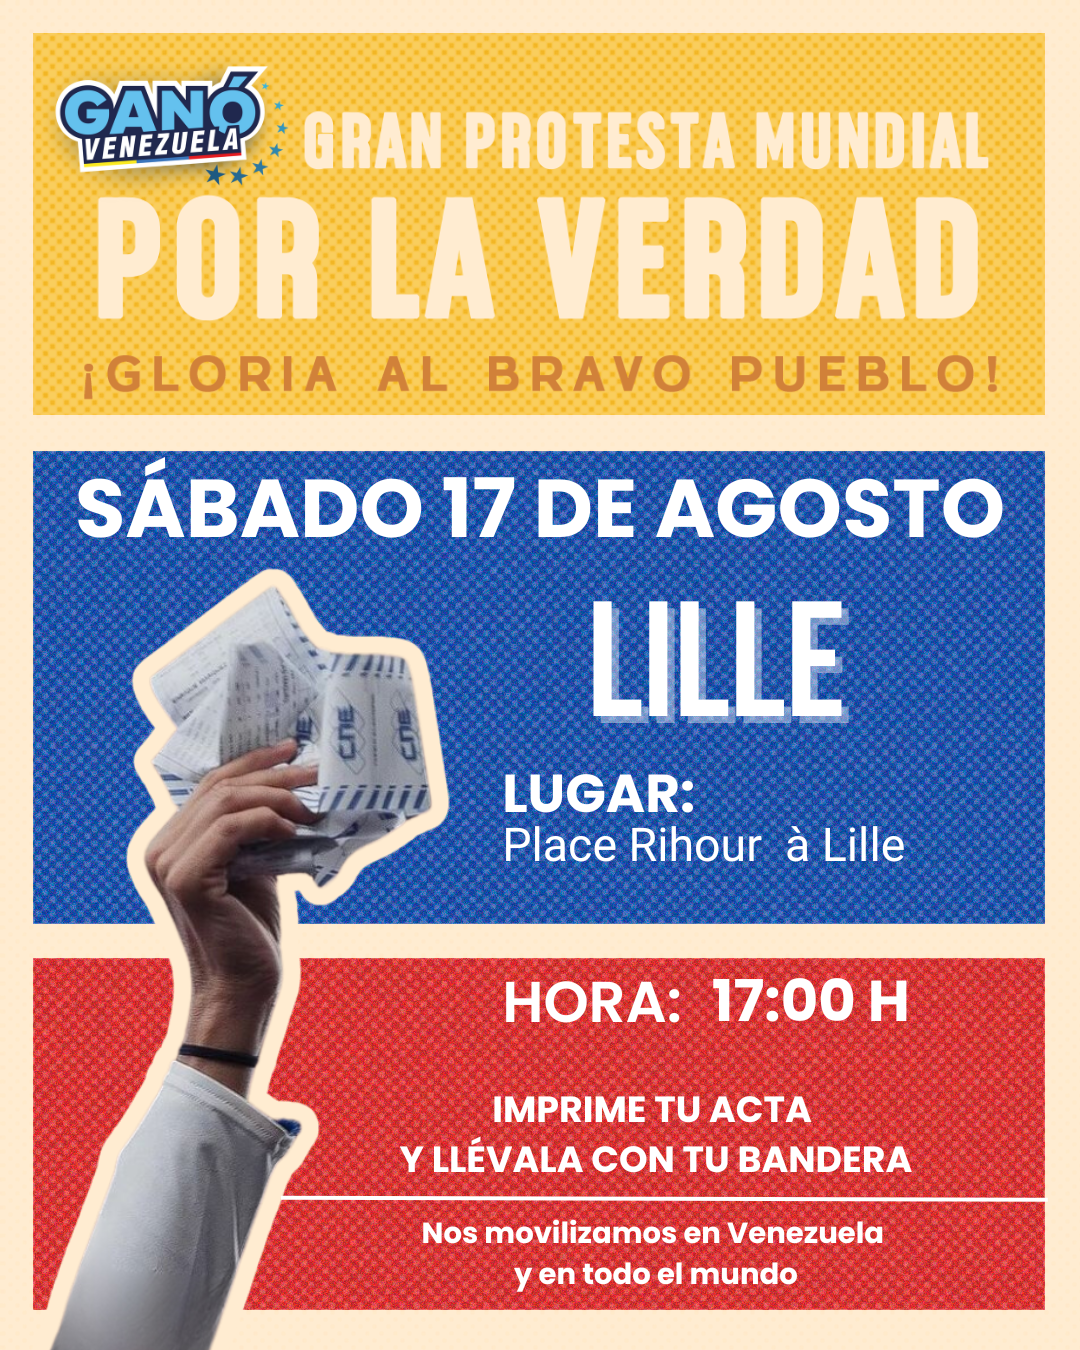 GANÓ
VENEZUELA
GRAN PROTESTA MUNDIAL
POR LA VERDAD
¡GLORIA AL BRAVO PUEBLO!
SÁBADO 17 DE AGOSTO
LILLE
CNE
CNE
LUGAR:
Place Rihour à Lille
HORA: 17:00 H
IMPRIME TU ACTA
Y LLÉVALA CON TU BANDERA
Nos movilizamos en Venezuela
y en todo el mundo